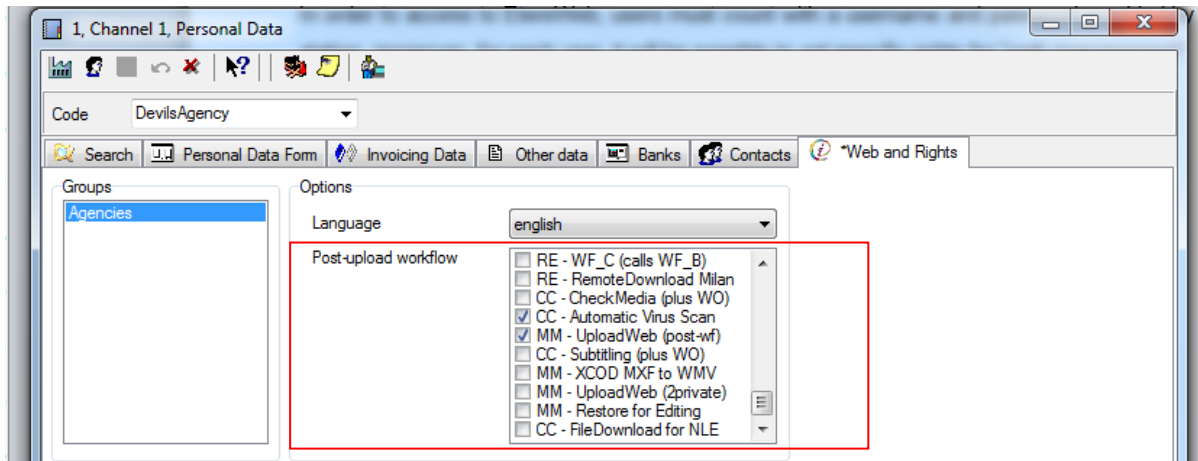 1, Channel 1, Personal Data
Code DevilsAgency
Search Personal Data Form Invoicing Data Other data Banks Contacts *Web and Rights
Groups Options
Agencies
Language english
Post-upload workflow
RE - WF_C (calls WF_B)
RE - RemoteDownload Milan
CC - CheckMedia (plus WO)
CC - Automatic Virus Scan
MM - UploadWeb (post-wf)
CC - Subtitling (plus WO)
MM - XCOD MXF to WMV
MM - UploadWeb (2private)
MM - Restore for Editing
CC - FileDownload for NLE